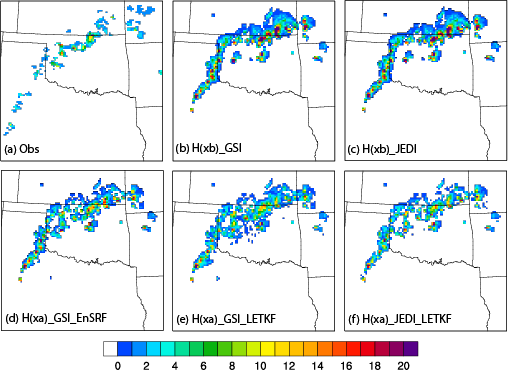 (a) Obs
(b) H(xb)_GSI
(c) H(xb)_JEDI
(d) H(xa)_GSI_EnSRF
(e) H(xa)_GSI_LETKF
(f) H(xa)_JEDI_LETKF
0 2 4 6 8 10 12 14 16 18 20